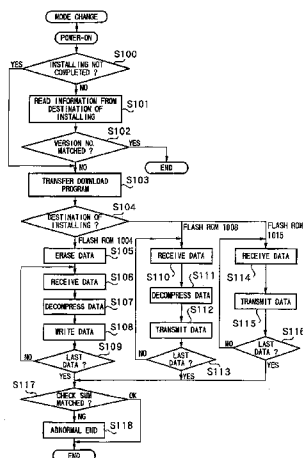 MODE CHANGE
POWER-ON
S100
INSTALLING NOT
COMPLETED ?
YES
NO
S101
READ INFORMATION FROM
DESTINATION OF
INSTALLING
S102
VERSION NO.
MATCHED ?
YES
NO
END
S103
TRANSFER DOWNLOAD
PROGRAM
S104
DESTINATION OF
INSTALLING ?
FLASH ROM 1004
FLASH ROM 1008
FLASH ROM
1015
S105
ERASE DATA
S106
RECEIVE DATA
S107
DECOMPRESS DATA
S108
WRITE DATA
S109
NO
LAST
DATA ?
YES
RECEIVE DATA
S110
S111
DECOMPRESS DATA
S112
TRANSMIT DATA
NO
LAST
DATA ?
S113
YES
RECEIVE DATA
S114
TRANSMIT DATA
S115
S116
NO
LAST
DATA ?
YES
S117
CHECK SUM
MATCHED ?
OK
NG
ABNORMAL END
S118
END